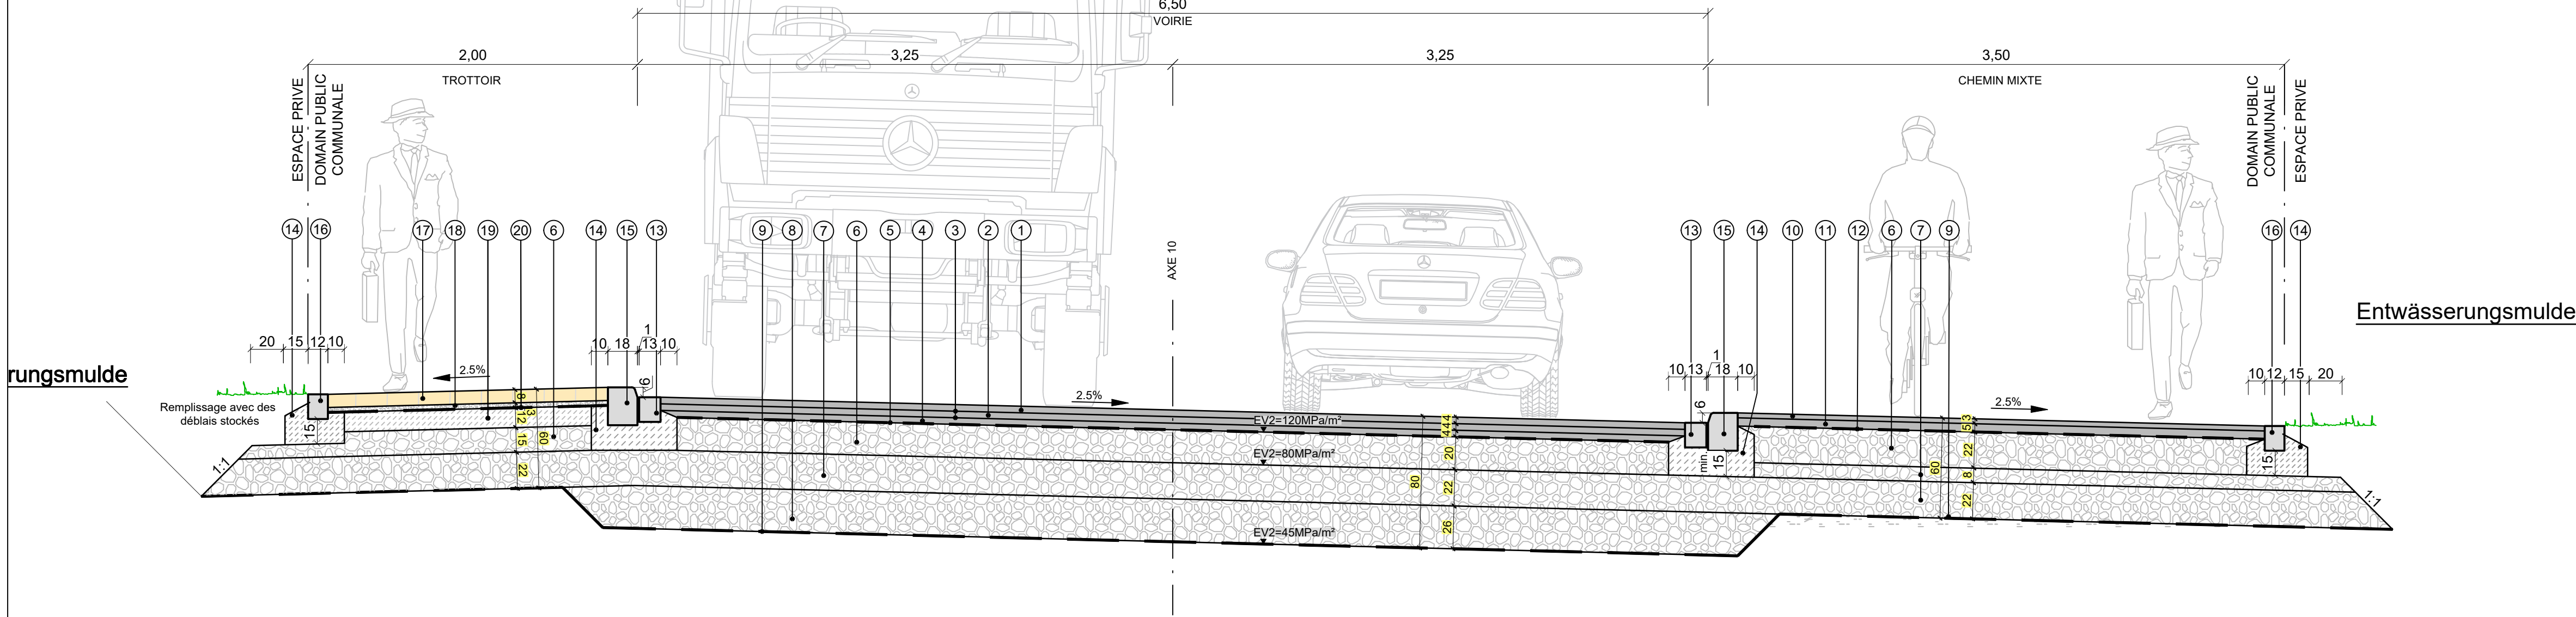 6,50
VOIRIE
2,00
3,25
3,25
3,50
TROTTOIR
CHEMIN MIXTE
ESPACE PRIVE
DOMAIN PUBLIC
COMMUNALE
DOMAIN PUBLIC
COMMUNALE
ESPACE PRIVE
AXE 10
14 16 17 18 19 20 6 14 15 13 9 8 7 6 5 4 3 2 1 13 15 14 10 11 12 6 7 9 16 14
Entwässerungsmulde
rungsmulde
20 15 12 10
10 18 1 13 10
10 13 1 18 10
10 12 15 20
6
6
2.5%
2.5%
2.5%
Remplissage avec des
déblais stockés
15
8
3
12
15
60
22
1:1
EV2=120MPa/m²
EV2=80MPa/m²
EV2=45MPa/m²
4
4
4
20
80
22
26
min.
15
3
5
22
60
8
22
15
1:1